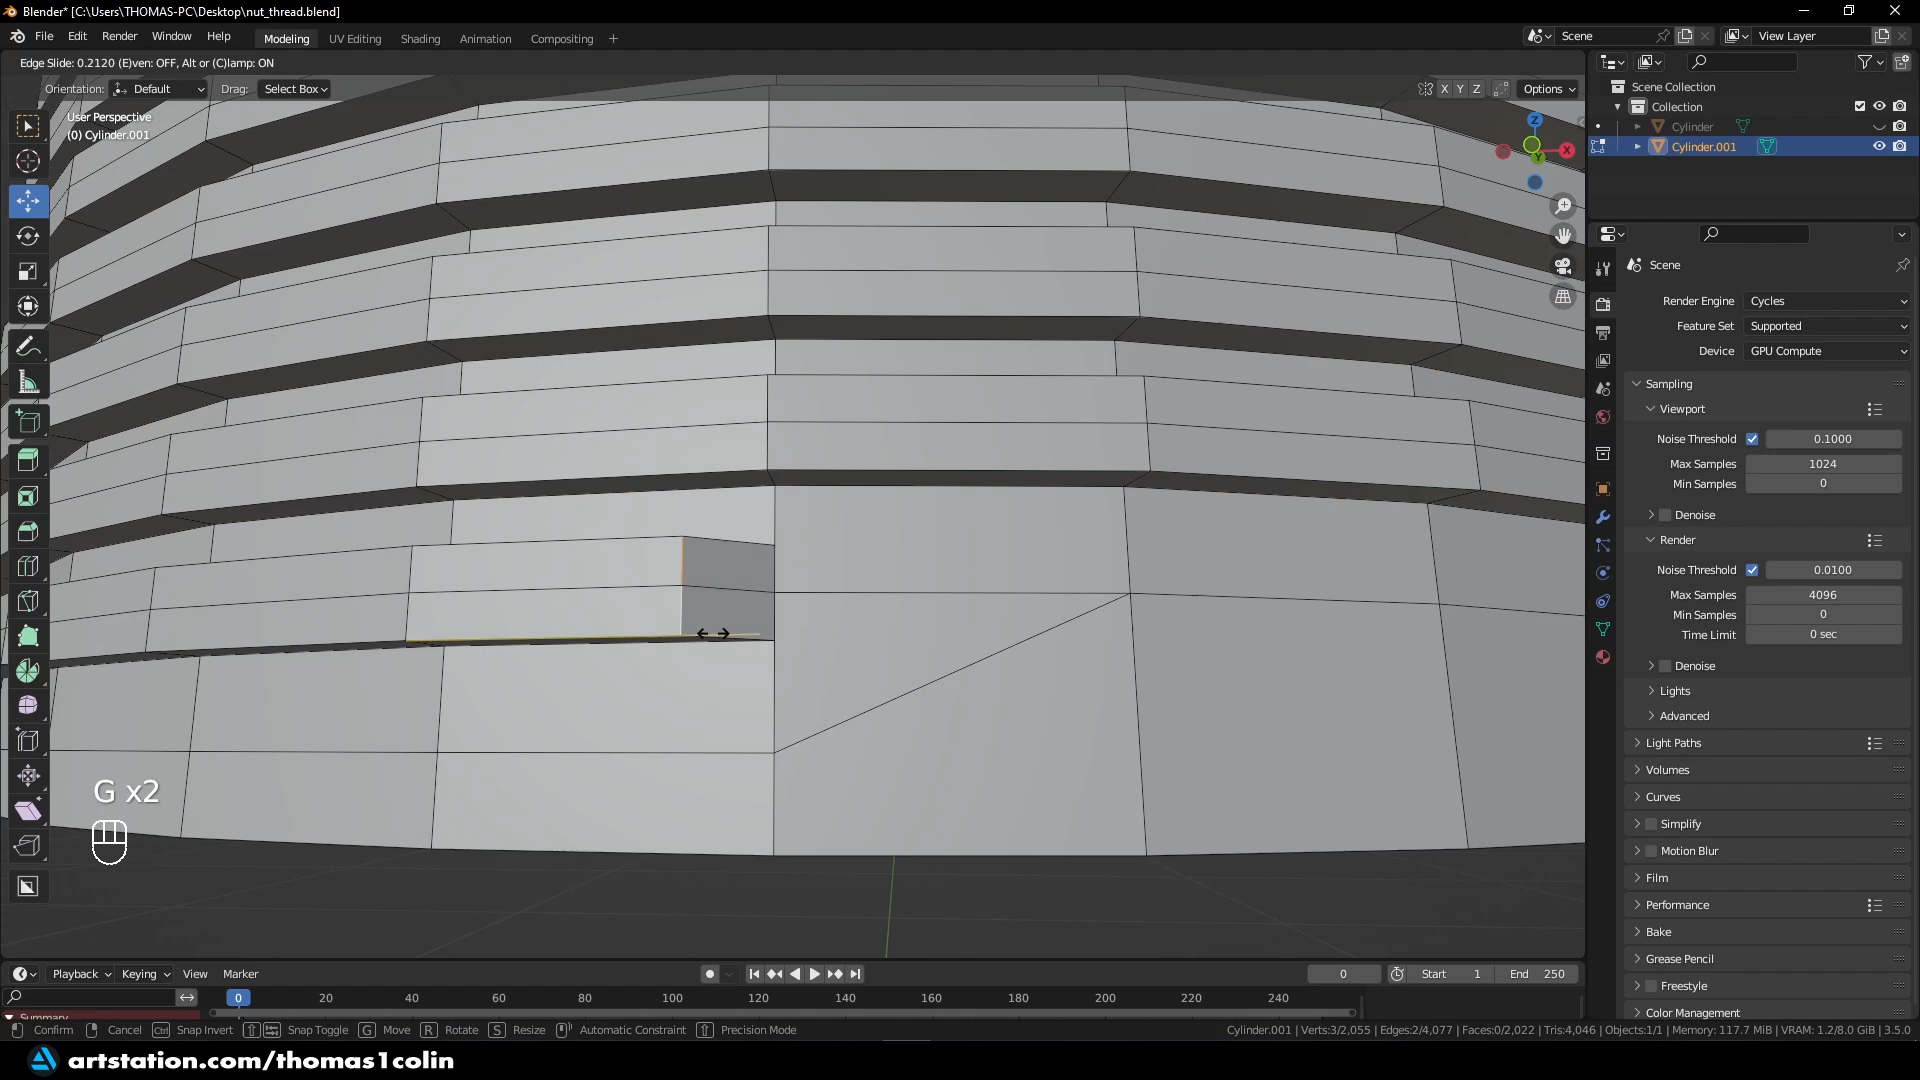 Blender* [C:\Users\THOMAS-PC\Desktop\nut_thread.blend]
File Edit Render Window Help Modeling UV Editing Shading Animation Compositing + Scene View Layer
Edge Slide: 0.2120 (E)ven: OFF, Alt or (C)lamp: ON
Orientation: Default Drag: Select Box X Y Z Options
User Perspective
(0) Cylinder.001
Z
X
Y
G x2
Scene Collection
Collection
Cylinder
Cylinder.001
Scene
Render Engine Cycles
Feature Set Supported
Device GPU Compute
Sampling
Viewport
Noise Threshold 0.1000
Max Samples 1024
Min Samples 0
Denoise
Render
Noise Threshold 0.0100
Max Samples 4096
Min Samples 0
Time Limit 0 sec
Denoise
Lights
Advanced
Light Paths
Volumes
Curves
Simplify
Motion Blur
Film
Performance
Bake
Grease Pencil
Freestyle
Color Management
Playback Keying View Marker 0 Start 1 End 250
0 20 40 60 80 100 120 140 160 180 200 220 240
Summary
Confirm Cancel Ctrl Snap Invert Snap Toggle G Move R Rotate S Resize Automatic Constraint Precision Mode
Cylinder.001 | Verts:3/2,055 | Edges:2/4,077 | Faces:0/2,022 | Tris:4,046 | Objects:1/1 | Memory: 117.7 MiB | VRAM: 1.2/8.0 GiB | 3.5.0
artstation.com/thomas1colin